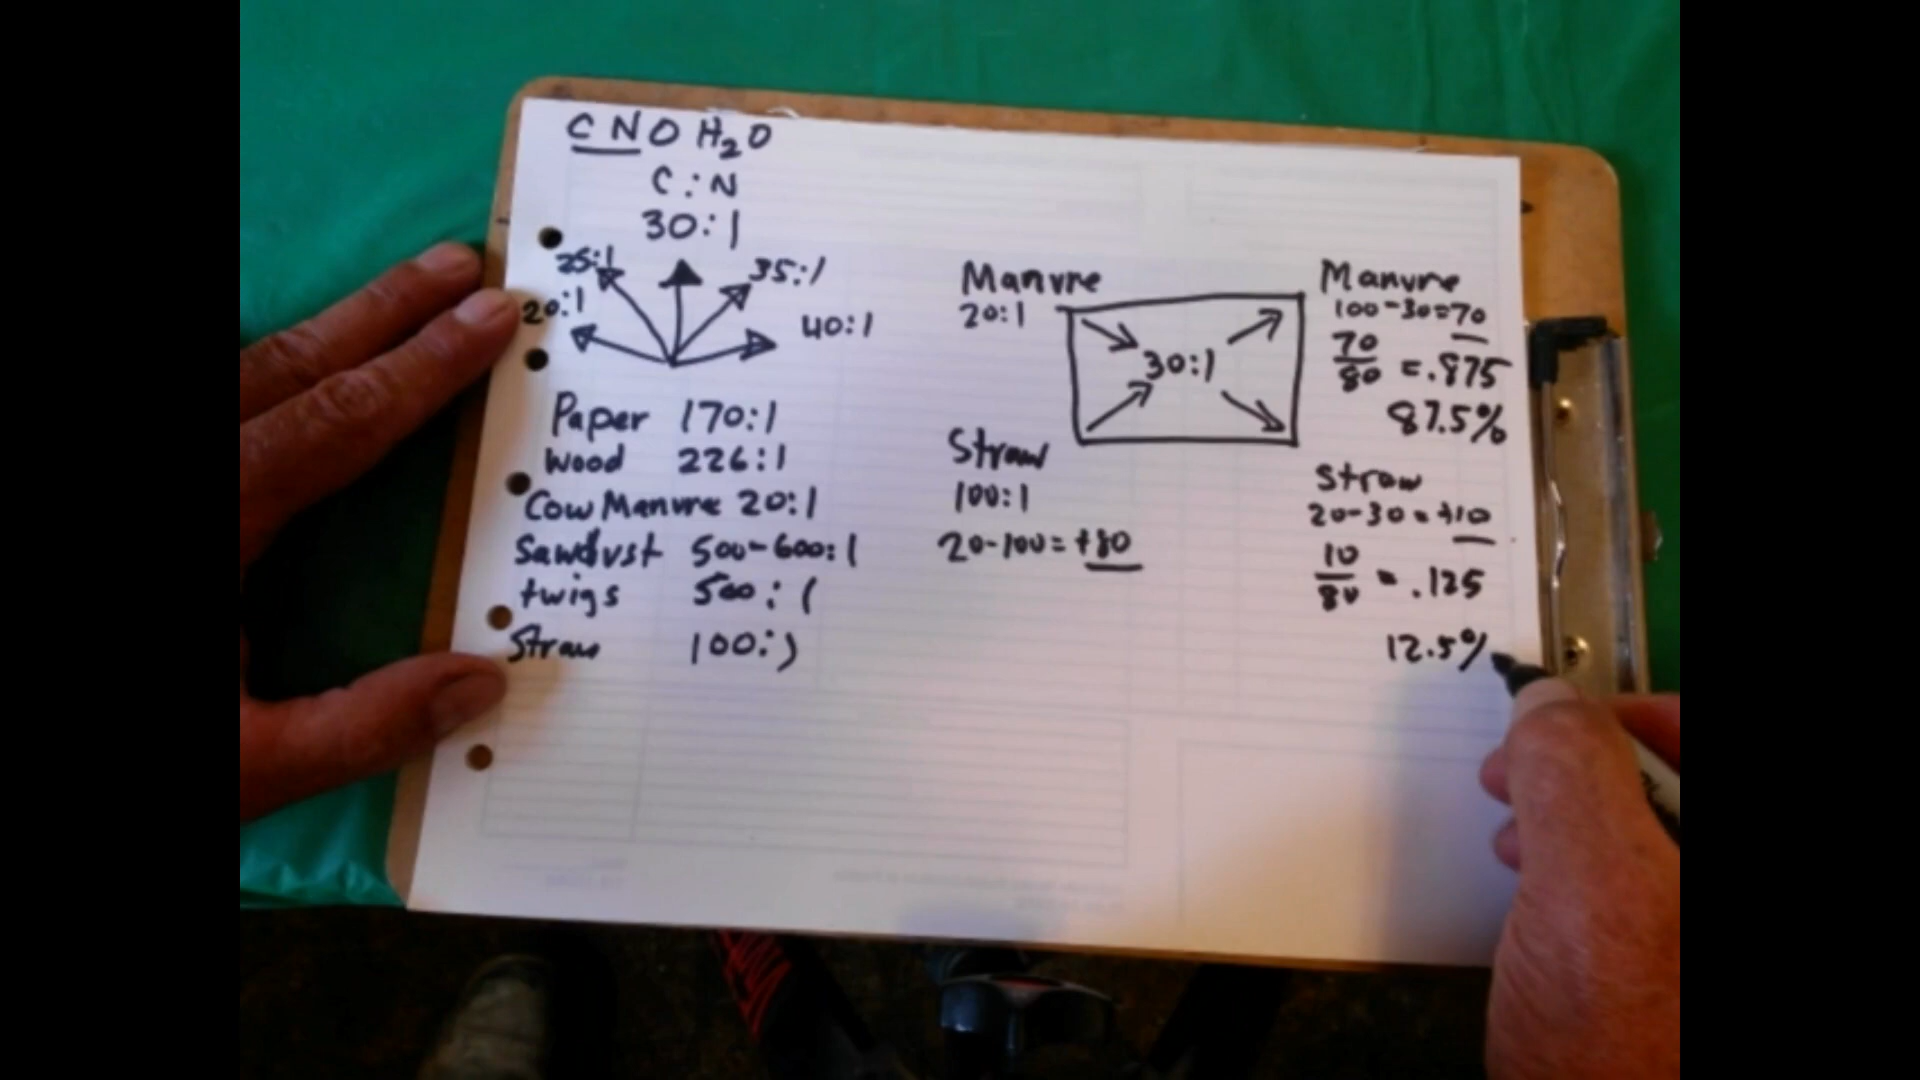 C N O H2O
C:N
30:1
25:1
35:1
20:1
40:1
Paper 170:1
Wood 226:1
Cow Manure 20:1
Sawdust 500-600:1
twigs 500:1
Straw 100:1
Manure
20:1
30:1
Straw
100:1
20-100=+80
Manure
100-30=70
70/80 =.875
87.5%
Straw
20-30=+10
10/80 = .125
12.5%